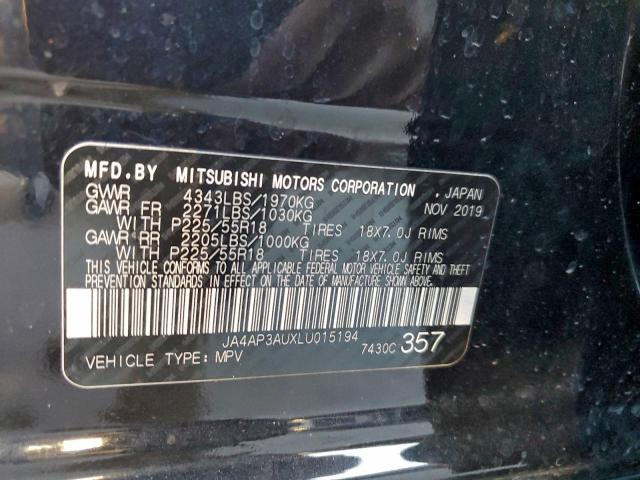 MFD.BY MITSUBISHI MOTORS CORPORATION , JAPAN
GVWR 4343LBS/1970KG NOV 2019
GAWR FR 2271LBS/1030KG
WITH P225/55R18 TIRES 18X7.0J RIMS
GAWR RR 2205LBS/1000KG
WITH P225/55R18 TIRES 18X7.0J RIMS
THIS VEHICLE CONFORMS TO ALL APPLICABLE FEDERAL MOTOR VEHICLE SAFETY AND THEFT
PREVENTION STANDARDS IN EFFECT ON THE DATE OF MANUFACTURE SHOWN ABOVE.
JA4AP3AUXLU015194
VEHICLE TYPE: MPV 7430C 357